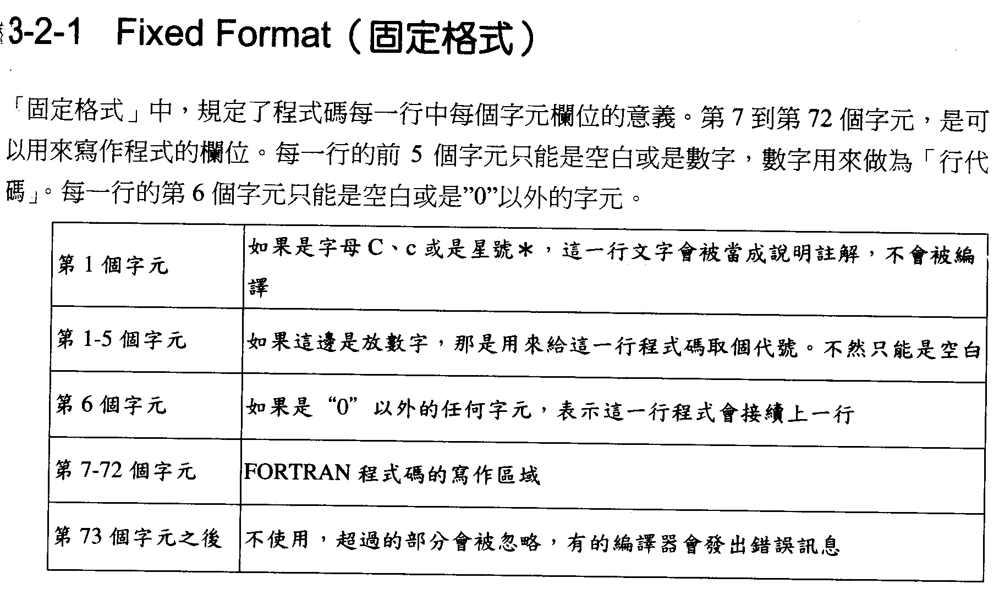 3-2-1 Fixed Format（固定格式）
「固定格式」中，規定了程式碼每一行中每個字元欄位的意義。第 7 到第 72 個字元，是可
以用來寫作程式的欄位。每一行的前 5 個字元只能是空白或是數字，數字用來做為「行代
碼」。每一行的第 6 個字元只能是空白或是”0”以外的字元。
第 1 個字元
如果是字母 C、c 或是星號＊，這一行文字會被當成說明註解，不會被編
譯
第 1-5 個字元
如果這邊是放數字，那是用來給這一行程式碼取個代號。不然只能是空白
第 6 個字元
如果是 “0” 以外的任何字元，表示這一行程式會接續上一行
第 7-72 個字元
FORTRAN 程式碼的寫作區域
第 73 個字元之後
不使用，超過的部分會被忽略，有的編譯器會發出錯誤訊息